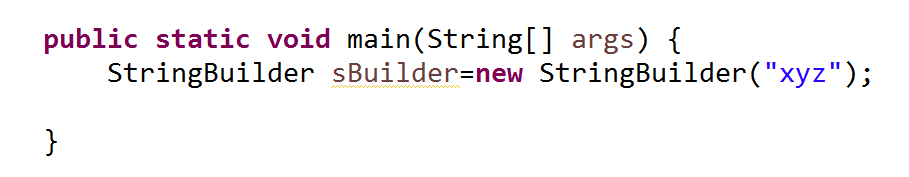 public static void main(String[] args) {
    StringBuilder sBuilder=new StringBuilder("xyz");
}